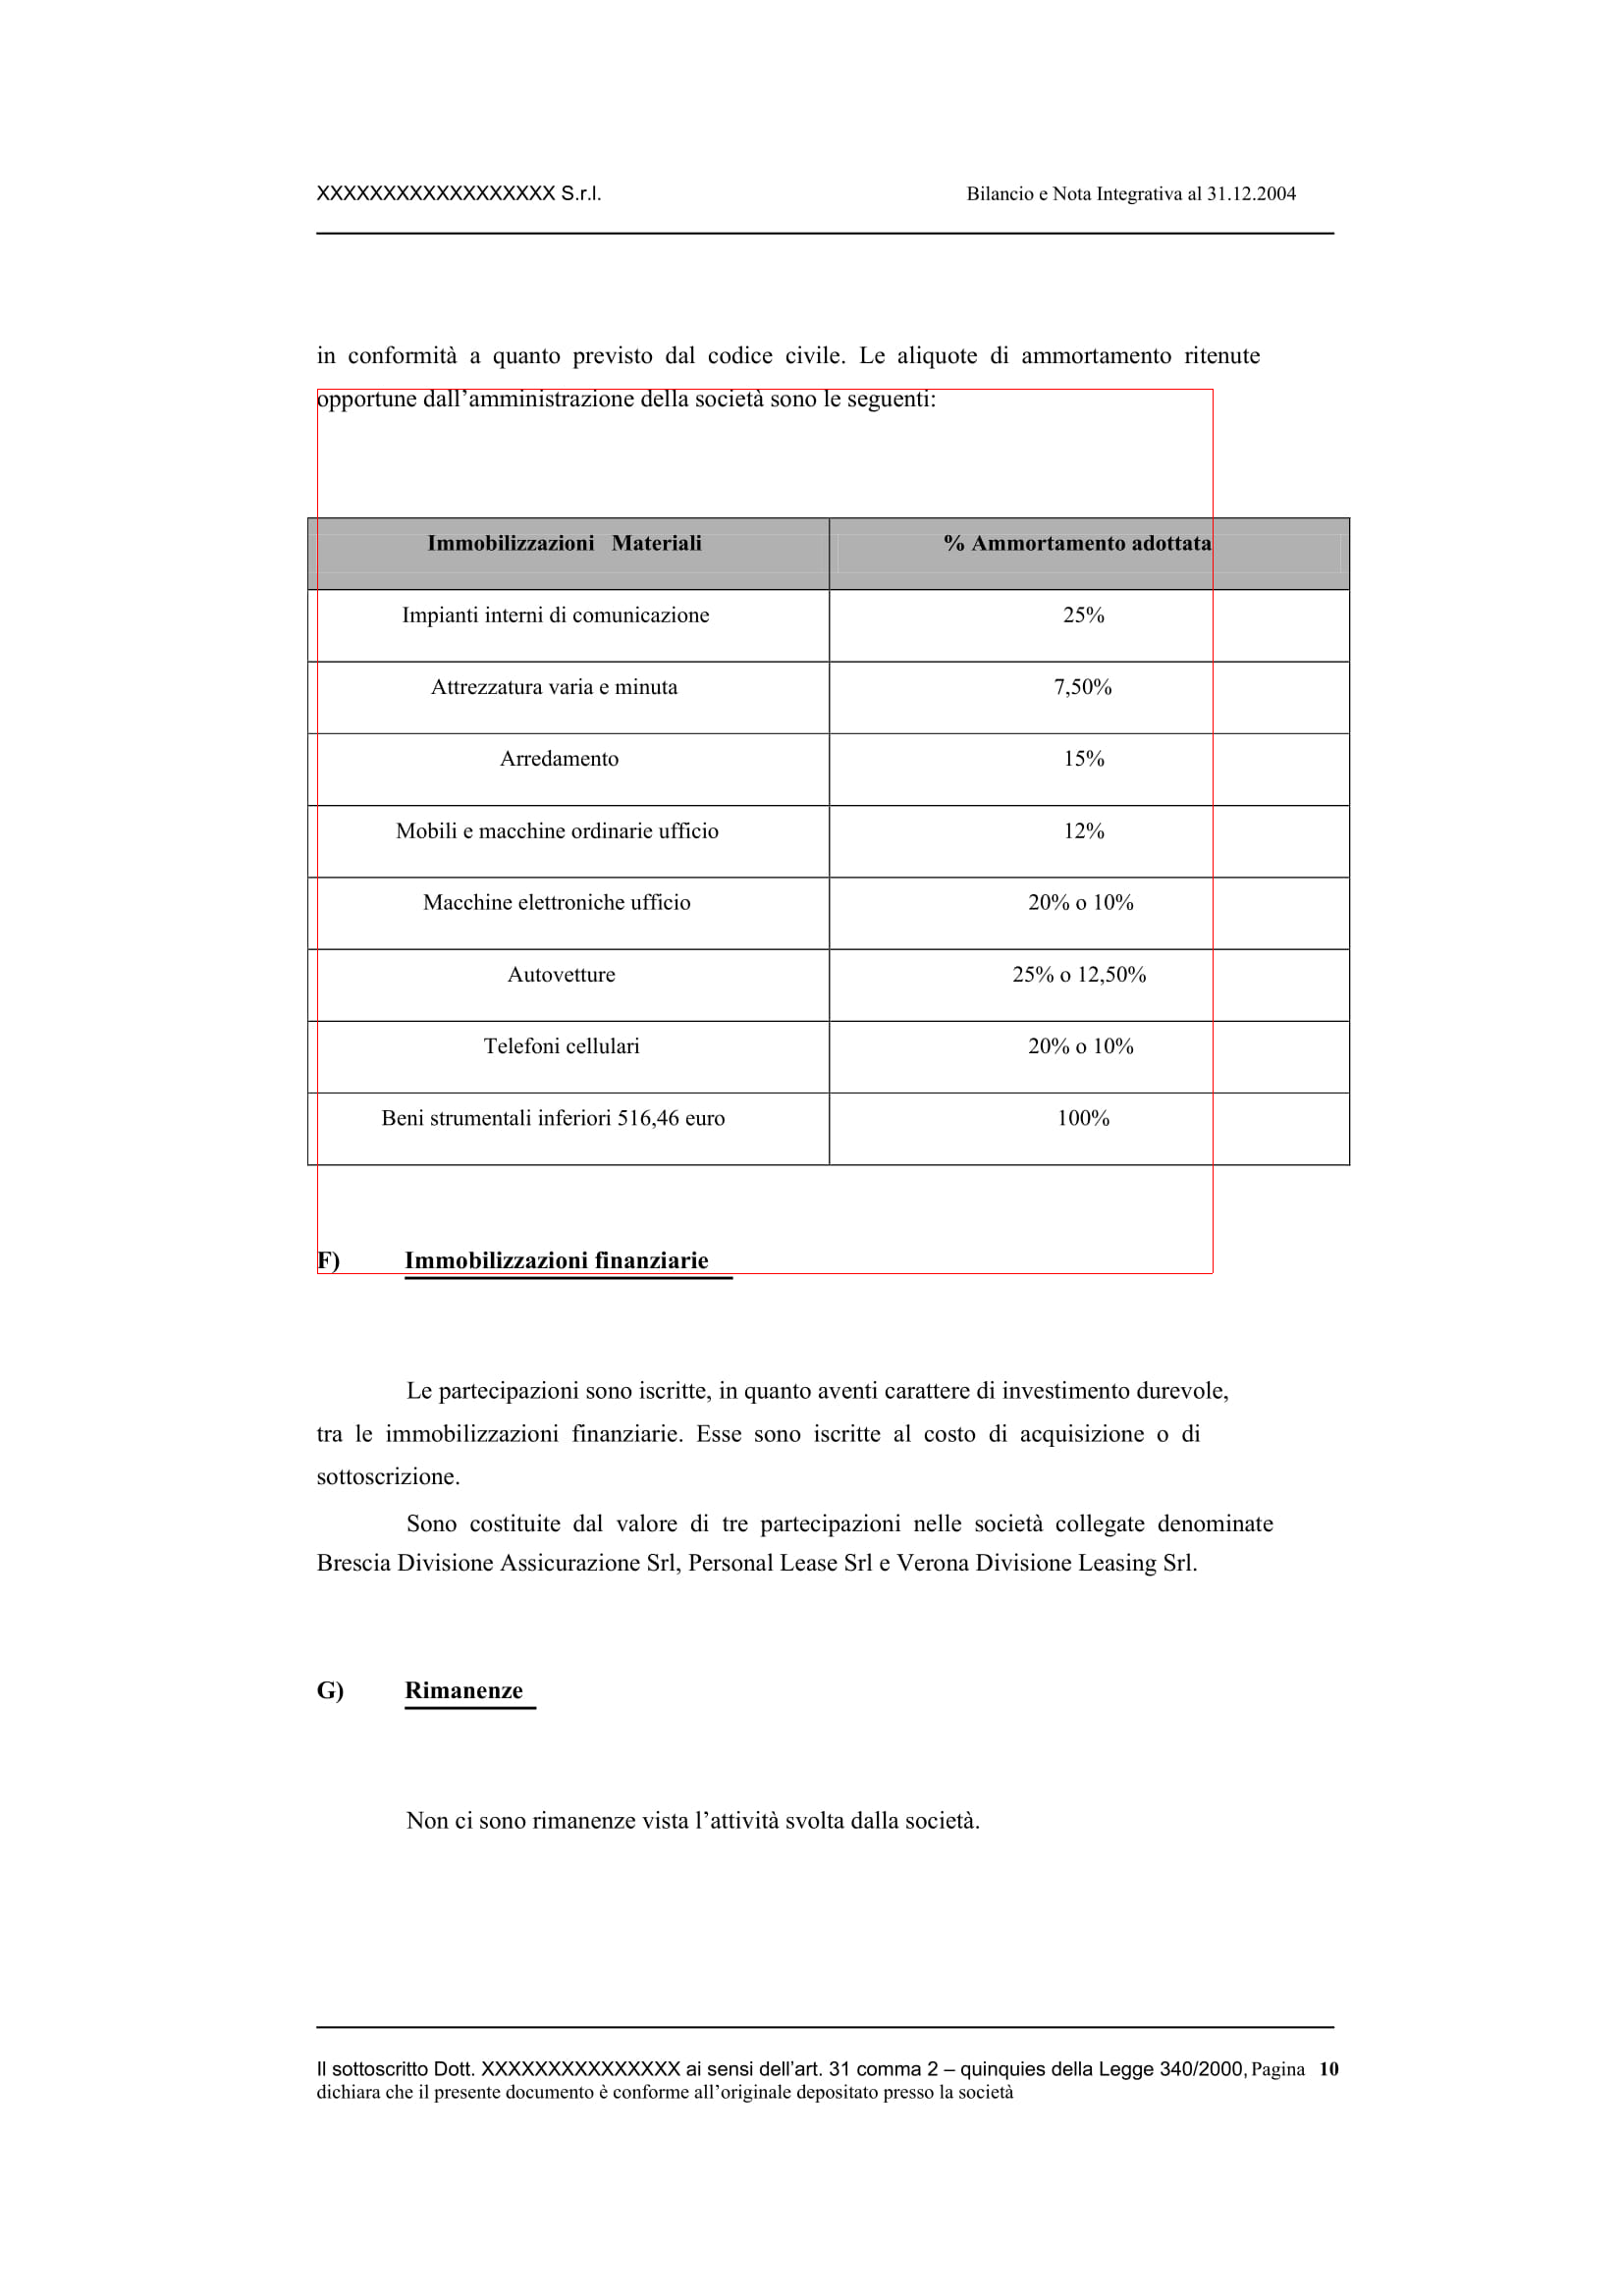 XXXXXXXXXXXXXXXXXX S.r.l. Bilancio e Nota Integrativa al 31.12.2004
in conformità a quanto previsto dal codice civile. Le aliquote di ammortamento ritenute
opportune dall’amministrazione della società sono le seguenti:
Immobilizzazioni Materiali % Ammortamento adottata
Impianti interni di comunicazione 25%
Attrezzatura varia e minuta 7,50%
Arredamento 15%
Mobili e macchine ordinarie ufficio 12%
Macchine elettroniche ufficio 20% o 10%
Autovetture 25% o 12,50%
Telefoni cellulari 20% o 10%
Beni strumentali inferiori 516,46 euro 100%
F) Immobilizzazioni finanziarie
Le partecipazioni sono iscritte, in quanto aventi carattere di investimento durevole,
tra le immobilizzazioni finanziarie. Esse sono iscritte al costo di acquisizione o di
sottoscrizione.
Sono costituite dal valore di tre partecipazioni nelle società collegate denominate
Brescia Divisione Assicurazione Srl, Personal Lease Srl e Verona Divisione Leasing Srl.
G) Rimanenze
Non ci sono rimanenze vista l’attività svolta dalla società.
Il sottoscritto Dott. XXXXXXXXXXXXXXX ai sensi dell’art. 31 comma 2 – quinquies della Legge 340/2000, Pagina 10
dichiara che il presente documento è conforme all’originale depositato presso la società